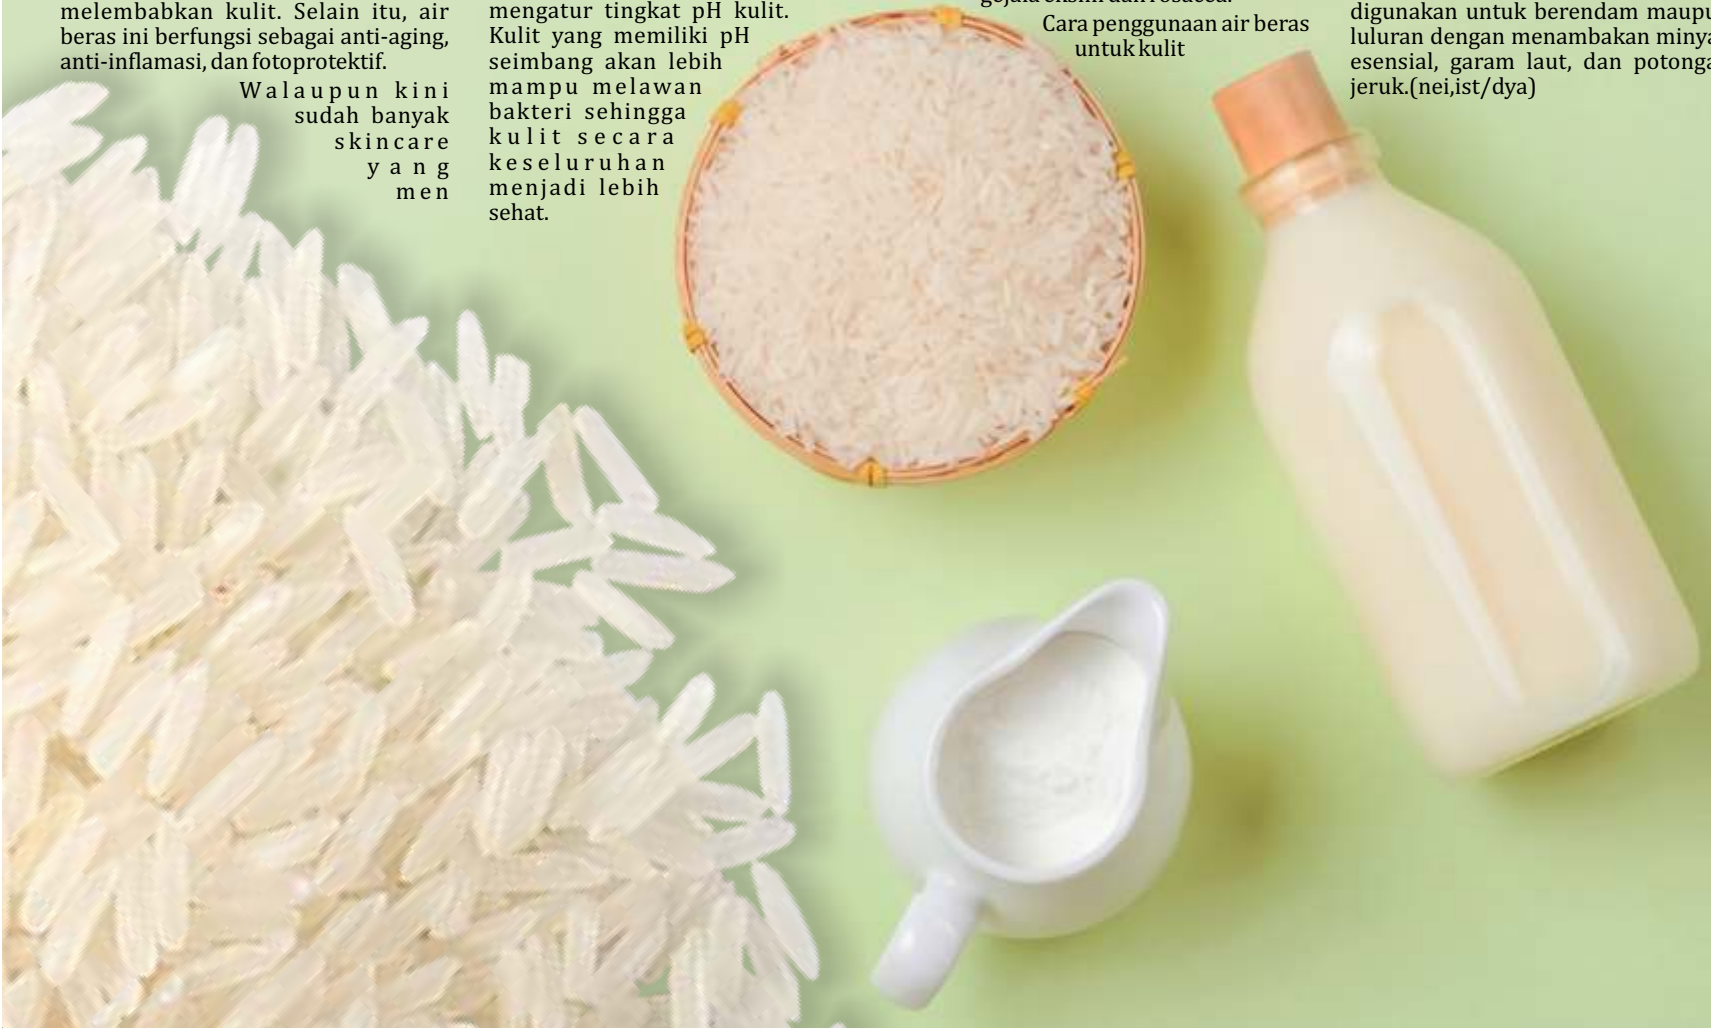 melembabkan kulit. Selain itu, air
beras ini berfungsi sebagai anti-aging,
anti-inflamasi, dan fotoprotektif.
Walaupun kini
sudah banyak
skincare
yang
men
mengatur tingkat pH kulit.
Kulit yang memiliki pH
seimbang akan lebih
mampu melawan
bakteri sehingga
kulit secara
keseluruhan
menjadi lebih
sehat.
Cara penggunaan air beras
untuk kulit
digunakan untuk berendam maupu
luluran dengan menambakan minya
esensial, garam laut, dan potonga
jeruk.(nei,ist/dya)